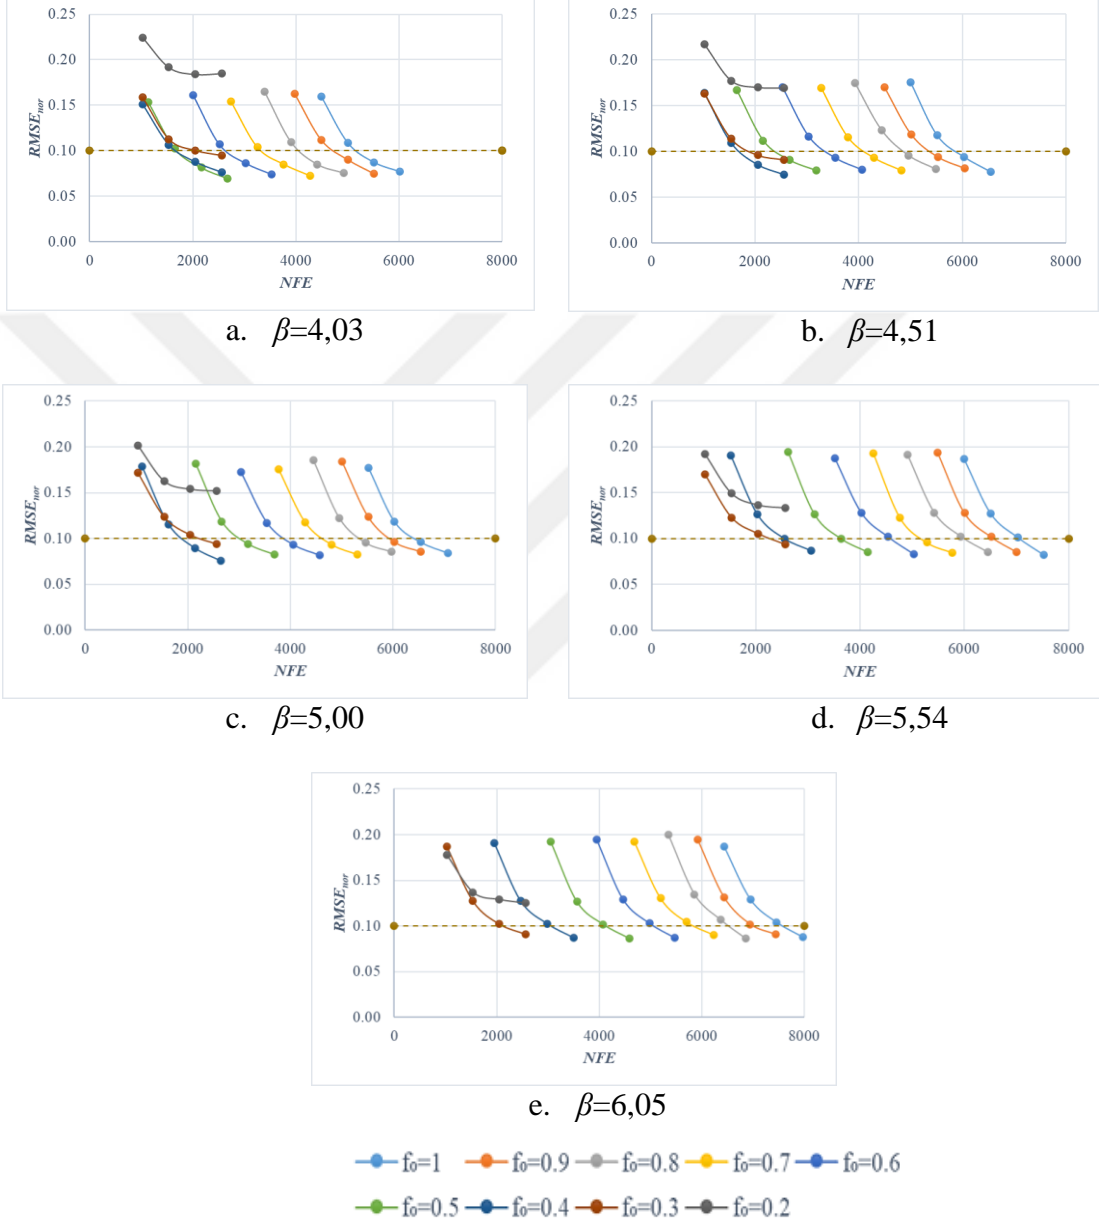 0.25 0.25
0.20 0.20
0.15 0.15
RMSEnor RMSEnor
0.10 0.10
0.05 0.05
0.00 0.00
0 2000 4000 6000 8000 0 2000 4000 6000 8000
NFE NFE
a. β=4,03 b. β=4,51
0.25 0.25
0.20 0.20
0.15 0.15
RMSEnor RMSEnor
0.10 0.10
0.05 0.05
0.00 0.00
0 2000 4000 6000 8000 0 2000 4000 6000 8000
NFE NFE
c. β=5,00 d. β=5,54
0.25
0.20
0.15
RMSEnor
0.10
0.05
0.00
0 2000 4000 6000 8000
NFE
e. β=6,05
f₀=1 f₀=0.9 f₀=0.8 f₀=0.7 f₀=0.6
f₀=0.5 f₀=0.4 f₀=0.3 f₀=0.2